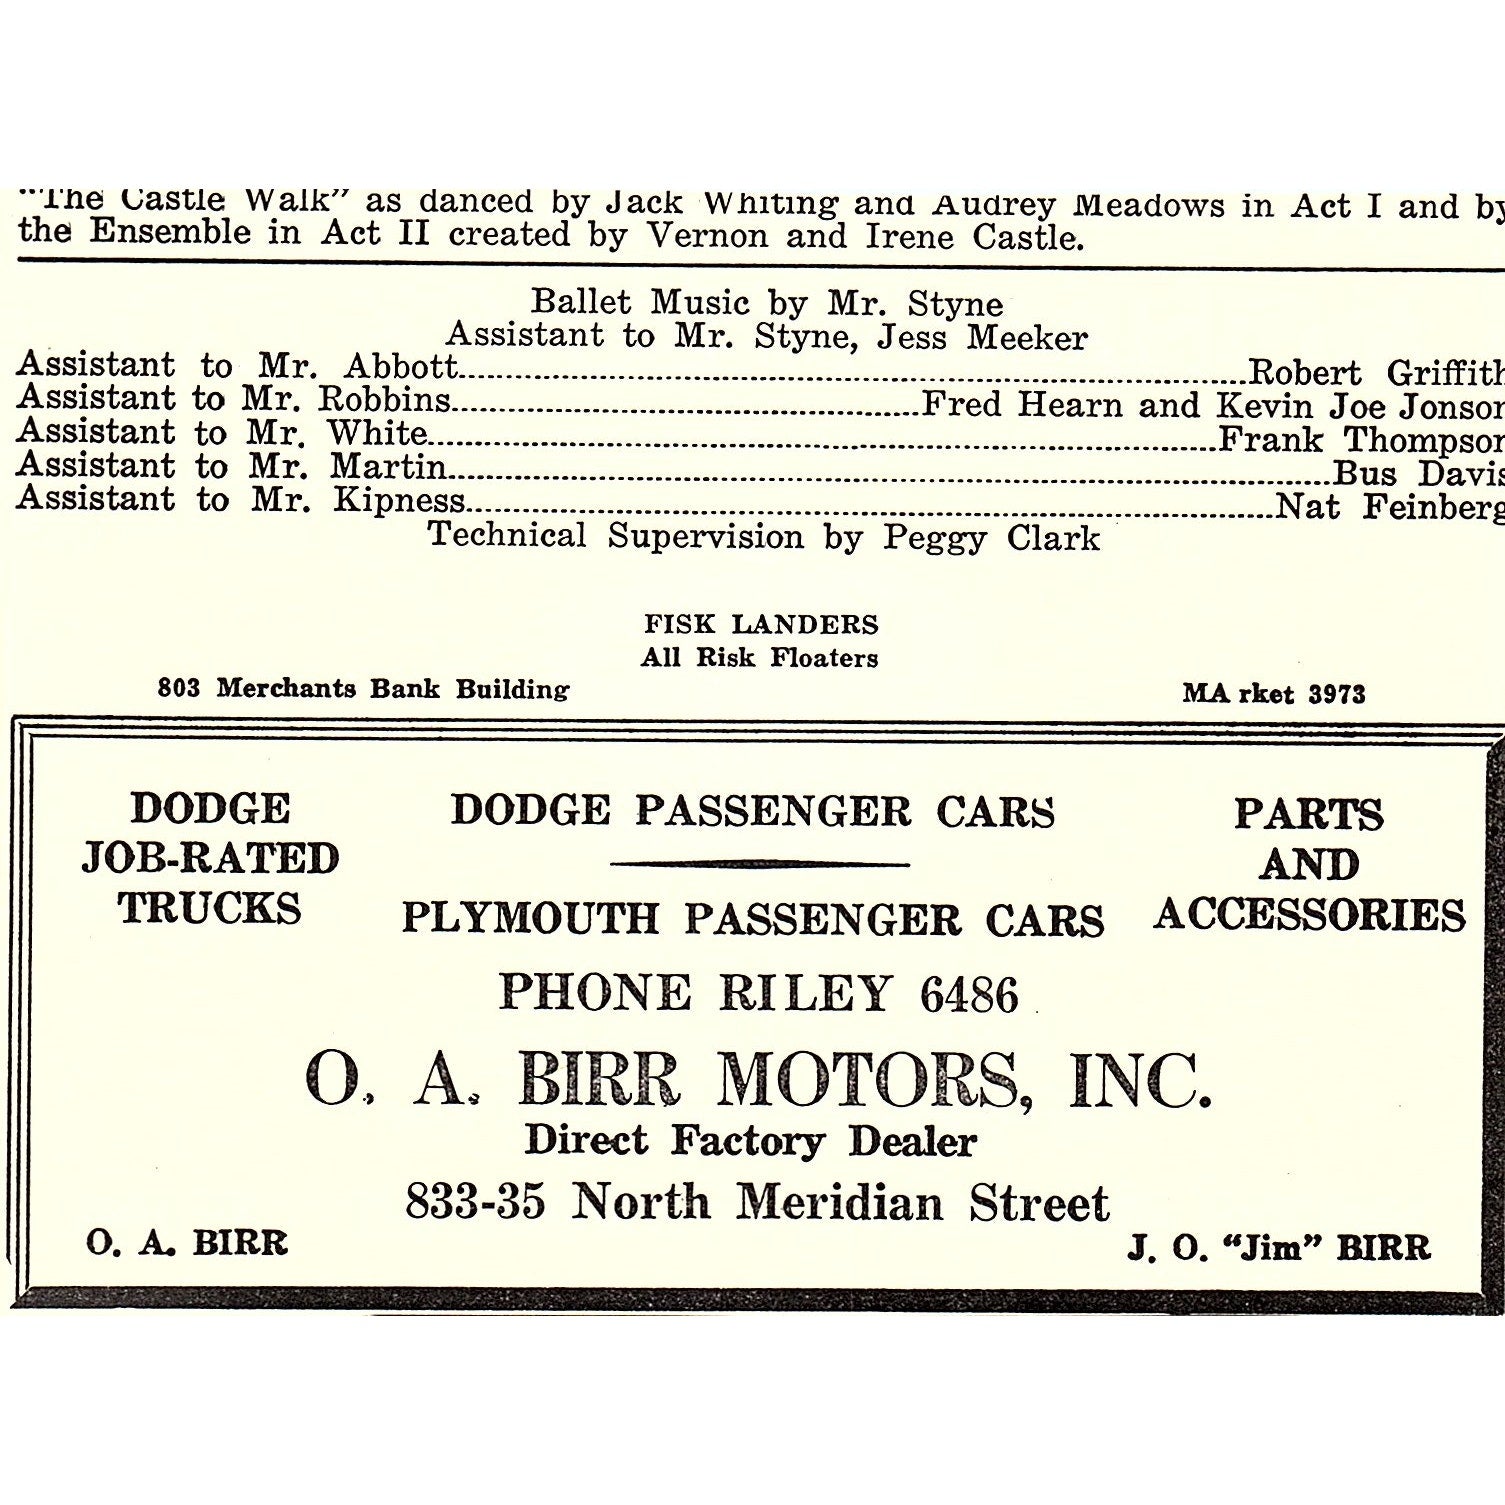 "The Castle Walk" as danced by Jack Whiting and Audrey Meadows in Act I and by
the Ensemble in Act II created by Vernon and Irene Castle.
Ballet Music by Mr. Styne
Assistant to Mr. Styne, Jess Meeker
Assistant to Mr. Abbott........................Robert Griffith
Assistant to Mr. Robbins........................Fred Hearn and Kevin Joe Jonson
Assistant to Mr. White........................Frank Thompson
Assistant to Mr. Martin........................Bus Davis
Assistant to Mr. Kipness........................Nat Feinberg
Technical Supervision by Peggy Clark
FISK LANDERS
All Risk Floaters
803 Merchants Bank Building MA rket 3973
DODGE JOB-RATED TRUCKS
DODGE PASSENGER CARS
PLYMOUTH PASSENGER CARS
PARTS AND ACCESSORIES
PHONE RILEY 6486
O. A. BIRR MOTORS, INC.
Direct Factory Dealer
833-35 North Meridian Street
O. A. BIRR J. O. "Jim" BIRR